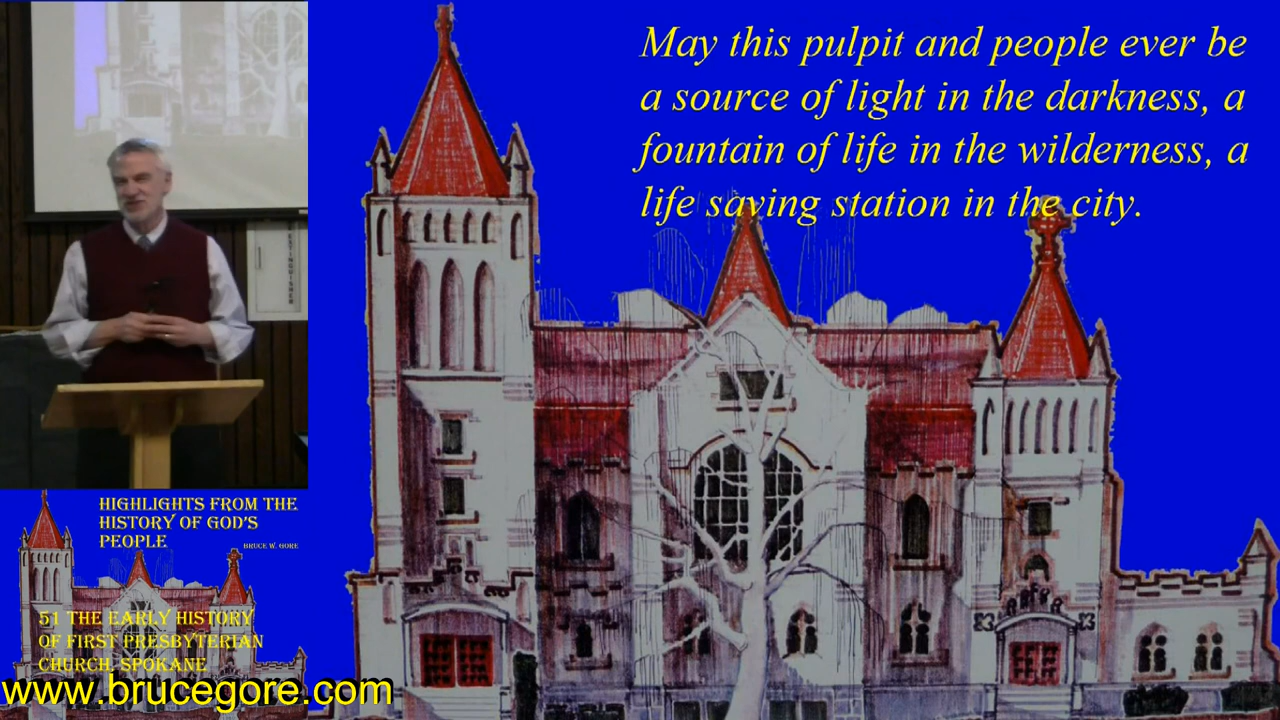 May this pulpit and people ever be
a source of light in the darkness, a
fountain of life in the wilderness, a
life saving station in the city.
EXTINGUISHER
HIGHLIGHTS FROM THE
HISTORY OF GOD'S
PEOPLE
BRUCE W. GORE
51 THE EARLY HISTORY
OF FIRST PRESBYTERIAN
CHURCH, SPOKANE
www.brucegore.com